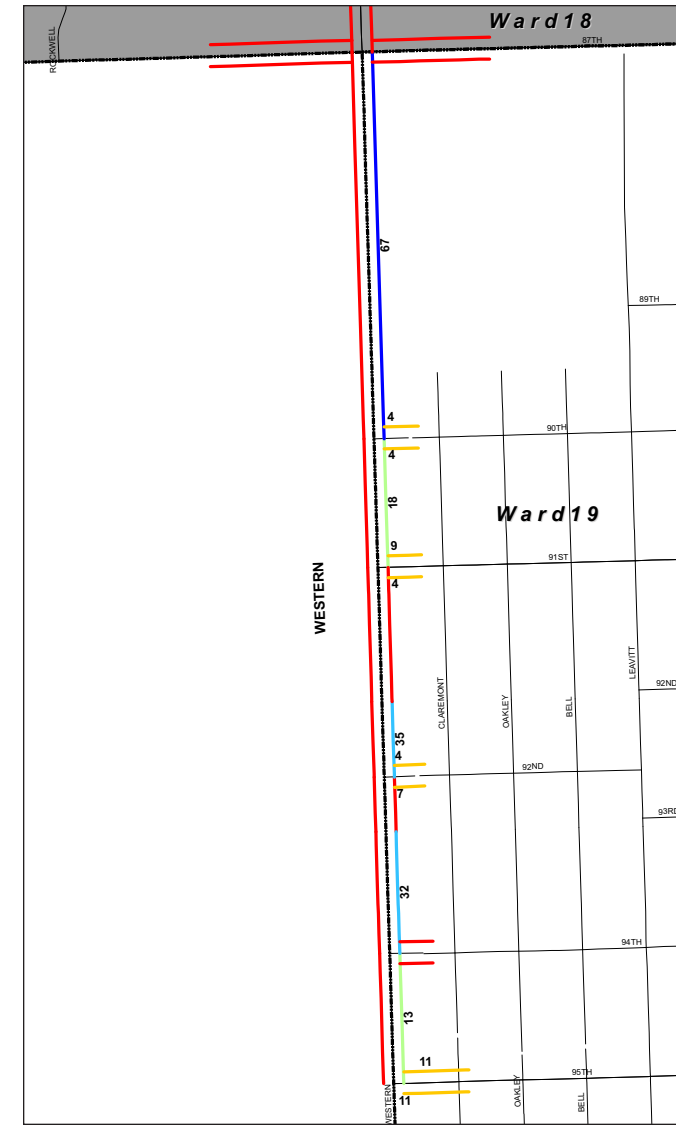 Ward18
ROCKWELL
87TH
67
89TH
4
90TH
4
18
Ward19
9
91ST
4
WESTERN
LEAVITT
92ND
CLAREMONT
OAKLEY
BELL
35
4
92ND
7
93RD
32
94TH
13
11
95TH
11
WESTERN
OAKLEY
BELL